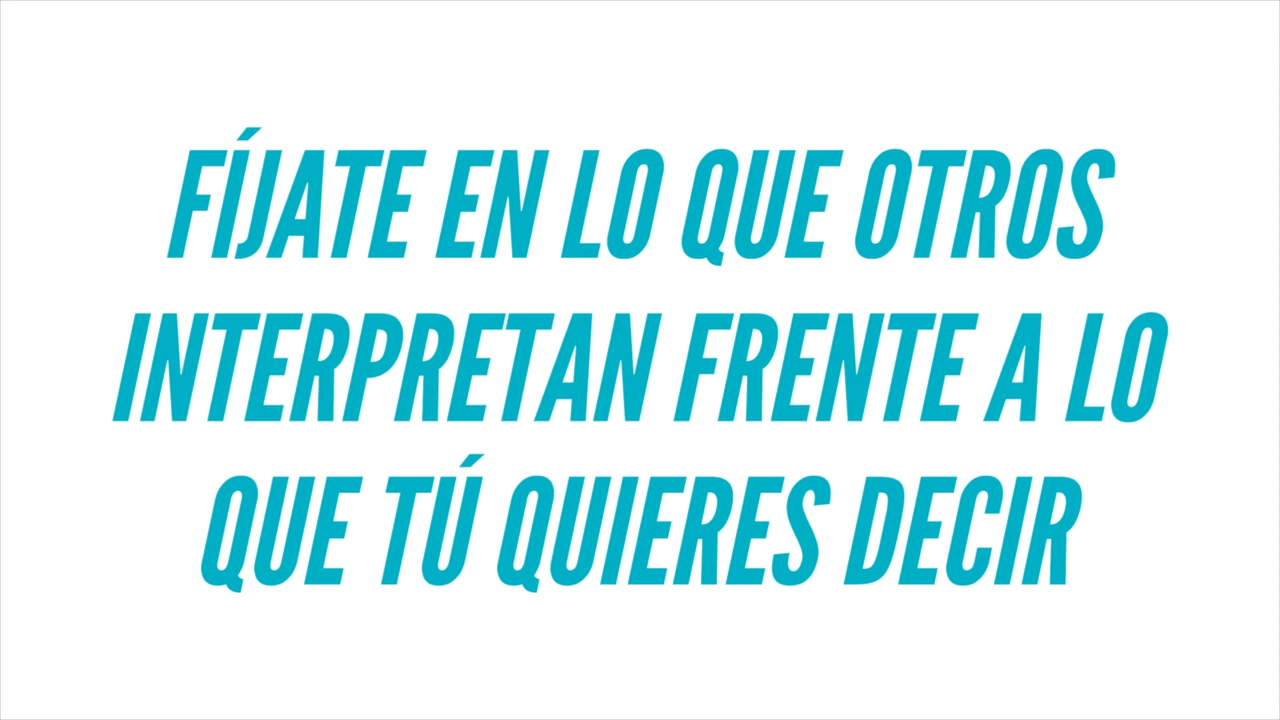 FÍJATE EN LO QUE OTROS
INTERPRETAN FRENTE A LO
QUE TÚ QUIERES DECIR